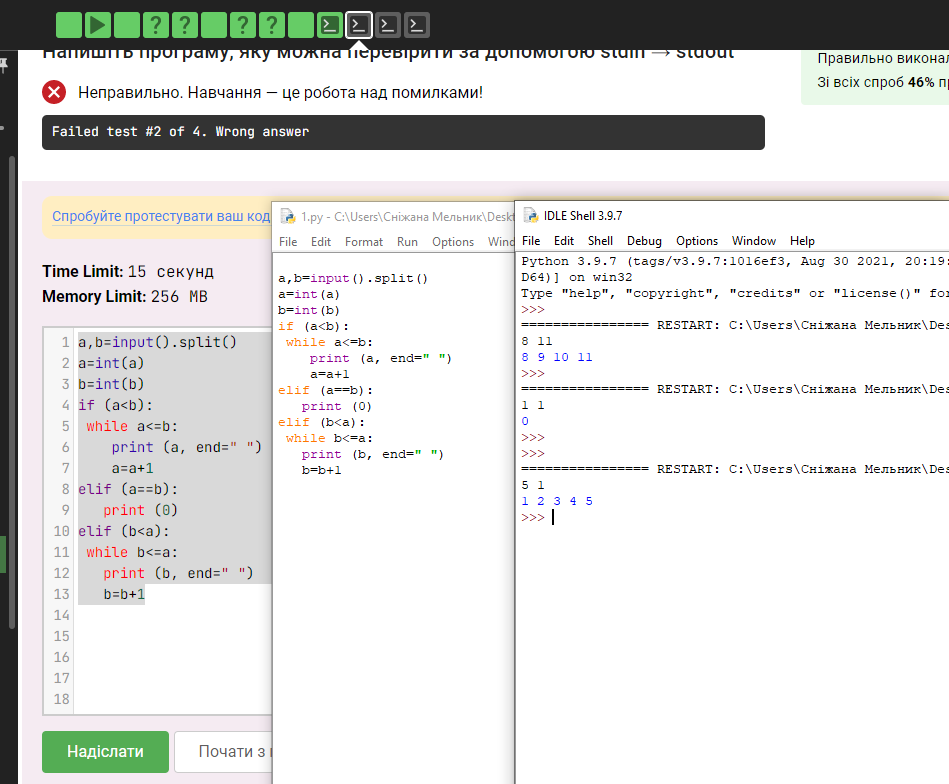 Напишіть програму, яку можна перевірити за допомогою stdin → stdout
Правильно викона
Зі всіх спроб 46% п
Неправильно. Навчання — це робота над помилками!
Failed test #2 of 4. Wrong answer
Спробуйте протестувати ваш код
Time Limit: 15 секунд
Memory Limit: 256 MB
1 a,b=input().split()
2 a=int(a)
3 b=int(b)
4 if (a<b):
5  while a<=b:
6     print (a, end=" ")
7     a=a+1
8 elif (a==b):
9    print (0)
10 elif (b<a):
11  while b<=a:
12    print (b, end=" ")
13    b=b+1
14
15
16
17
18
Надіслати
Почати з
1.py - C:\Users\Сніжана Мельник\Deskt
File Edit Format Run Options Wind
a,b=input().split()
a=int(a)
b=int(b)
if (a<b):
 while a<=b:
    print (a, end=" ")
    a=a+1
elif (a==b):
   print (0)
elif (b<a):
 while b<=a:
   print (b, end=" ")
   b=b+1
IDLE Shell 3.9.7
File Edit Shell Debug Options Window Help
Python 3.9.7 (tags/v3.9.7:1016ef3, Aug 30 2021, 20:19:
D64)] on win32
Type "help", "copyright", "credits" or "license()" for
>>>
================ RESTART: C:\Users\Сніжана Мельник\Des
8 11
8 9 10 11
>>>
================ RESTART: C:\Users\Сніжана Мельник\Des
1 1
0
>>>
>>>
================ RESTART: C:\Users\Сніжана Мельник\Des
5 1
1 2 3 4 5
>>>